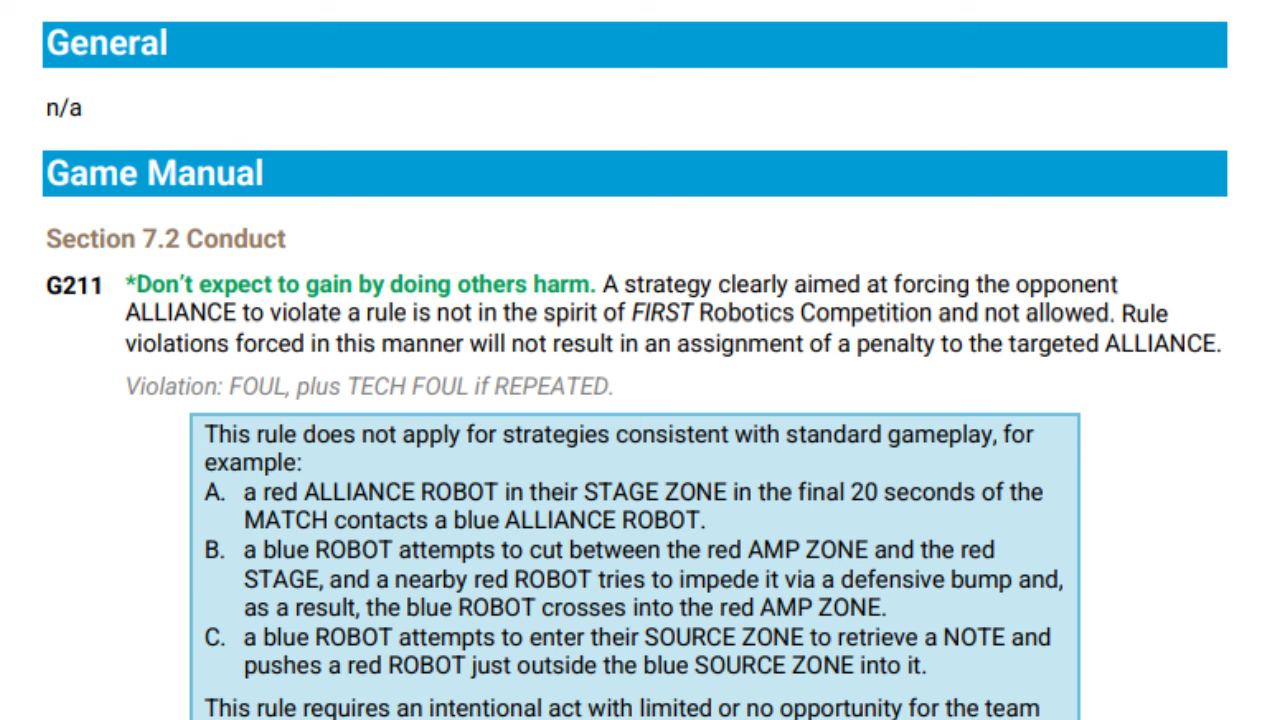 General
n/a
Game Manual
Section 7.2 Conduct
G211 *Don't expect to gain by doing others harm. A strategy clearly aimed at forcing the opponent
ALLIANCE to violate a rule is not in the spirit of FIRST Robotics Competition and not allowed. Rule
violations forced in this manner will not result in an assignment of a penalty to the targeted ALLIANCE.
Violation: FOUL, plus TECH FOUL if REPEATED.
This rule does not apply for strategies consistent with standard gameplay, for
example:
A. a red ALLIANCE ROBOT in their STAGE ZONE in the final 20 seconds of the
MATCH contacts a blue ALLIANCE ROBOT.
B. a blue ROBOT attempts to cut between the red AMP ZONE and the red
STAGE, and a nearby red ROBOT tries to impede it via a defensive bump and,
as a result, the blue ROBOT crosses into the red AMP ZONE.
C. a blue ROBOT attempts to enter their SOURCE ZONE to retrieve a NOTE and
pushes a red ROBOT just outside the blue SOURCE ZONE into it.
This rule requires an intentional act with limited or no opportunity for the team